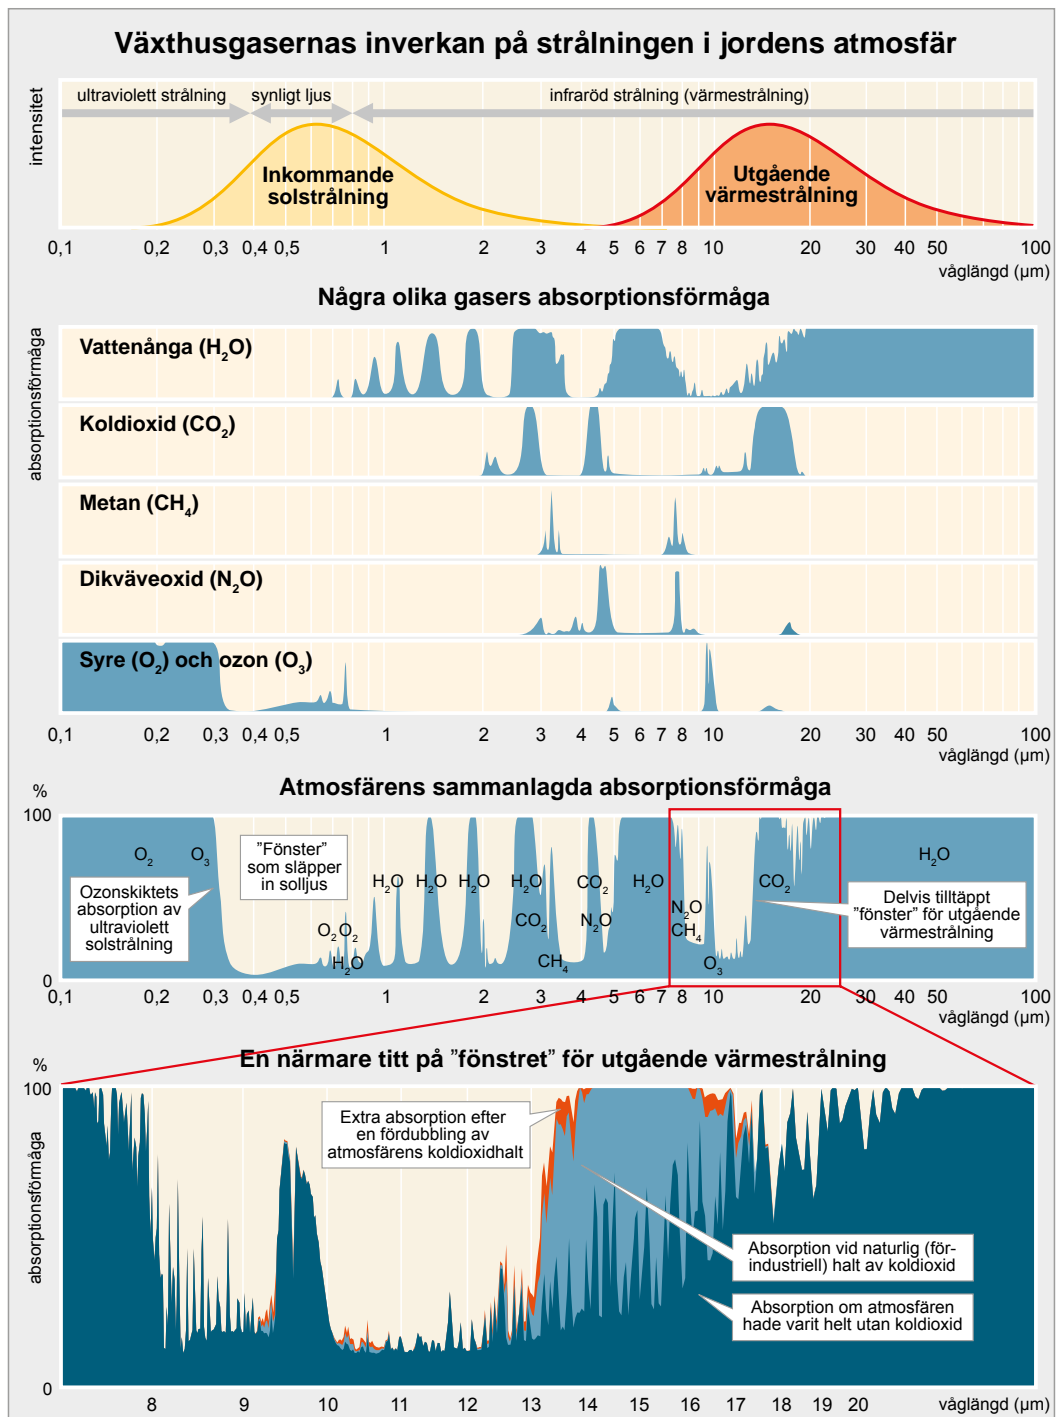 Växthusgasernas inverkan på strålningen i jordens atmosfär
intensitet
ultraviolett strålning
synligt ljus
infraröd strålning (värmestrålning)
Inkommande
solstrålning
Utgående
värmestrålning
0,1 0,2 0,3 0,4 0,5 1 2 3 4 5 6 7 8 10 20 30 40 50 100
våglängd (µm)
Några olika gasers absorptionsförmåga
absorptionsförmåga
Vattenånga (H₂O)
Koldioxid (CO₂)
Metan (CH₄)
Dikväveoxid (N₂O)
Syre (O₂) och ozon (O₃)
0,1 0,2 0,3 0,4 0,5 1 2 3 4 5 6 7 8 10 20 30 40 50 100
våglängd (µm)
Atmosfärens sammanlagda absorptionsförmåga
%
100
0
O₂
O₃
Ozonskiktets
absorption av
ultraviolett
solstrålning
"Fönster"
som släpper
in solljus
O₂ O₂
H₂O
H₂O
H₂O
H₂O
H₂O
CO₂
CH₄
CO₂
N₂O
H₂O
N₂O
CH₄
O₃
CO₂
H₂O
Delvis tilltäppt
"fönster" för utgående
värmestrålning
0,1 0,2 0,3 0,4 0,5 1 2 3 4 5 6 7 8 10 20 30 40 50 100
våglängd (µm)
En närmare titt på "fönstret" för utgående värmestrålning
%
100
absorptionsförmåga
0
Extra absorption efter
en fördubbling av
atmosfärens koldioxidhalt
Absorption vid naturlig (för-
industriell) halt av koldioxid
Absorption om atmosfären
hade varit helt utan koldioxid
8 9 10 11 12 13 14 15 16 17 18 19 20
våglängd (µm)